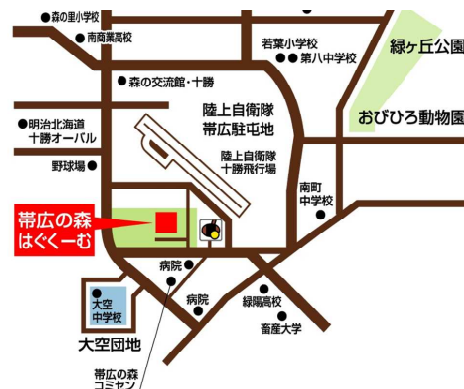 森の里小学校
南商業高校
若葉小学校
第八中学校
緑ヶ丘公園
森の交流館・十勝
陸上自衛隊
帯広駐屯地
おびひろ動物園
明治北海道
十勝オーバル
陸上自衛隊
十勝飛行場
野球場
南町
中学校
帯広の森
はぐくーむ
病院
大空
中学校
病院
緑陽高校
畜産大学
大空団地
帯広の森
コミセン